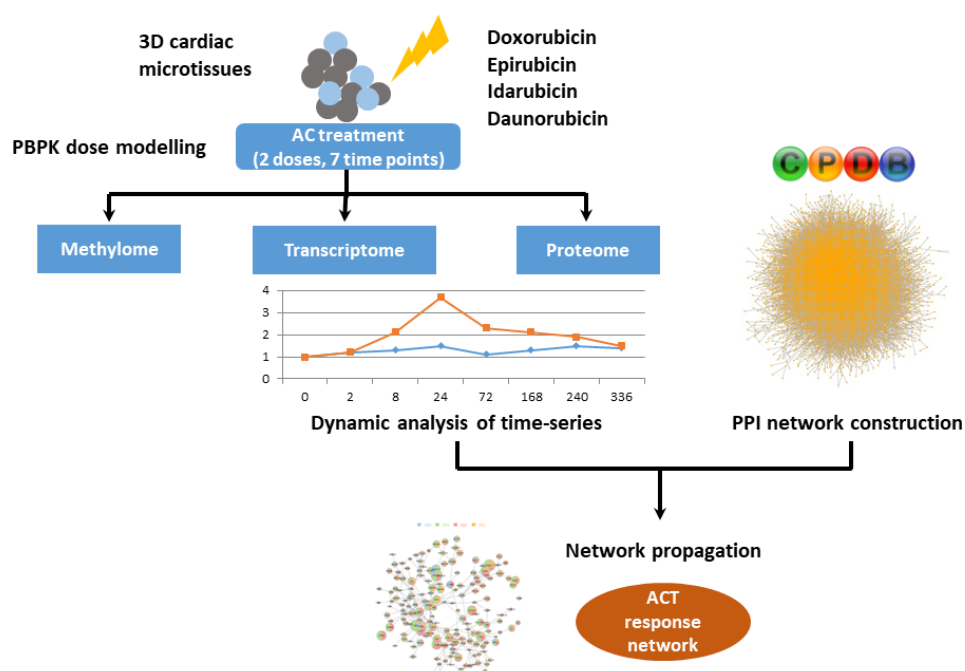 3D cardiac
microtissues
Doxorubicin
Epirubicin
Idarubicin
Daunorubicin
PBPK dose modelling
AC treatment
(2 doses, 7 time points)
C P D B
Methylome
Transcriptome
Proteome
4
3
2
1
0
0 2 8 24 72 168 240 336
Dynamic analysis of time-series
PPI network construction
Network propagation
ACT
response
network